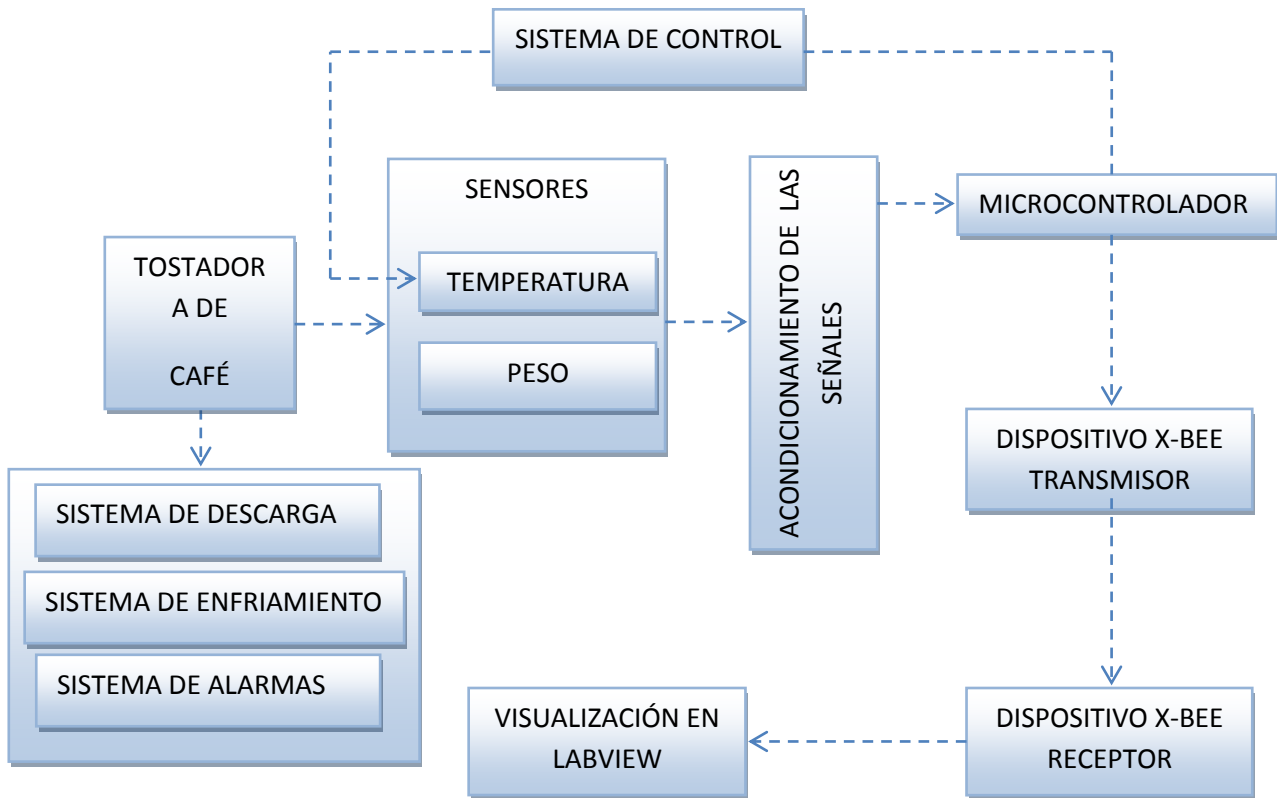 SISTEMA DE CONTROL
SENSORES
TEMPERATURA
PESO
TOSTADOR
A DE
CAFÉ
ACONDICIONAMIENTO DE LAS
SEÑALES
MICROCONTROLADOR
SISTEMA DE DESCARGA
SISTEMA DE ENFRIAMIENTO
SISTEMA DE ALARMAS
DISPOSITIVO X-BEE
TRANSMISOR
DISPOSITIVO X-BEE
RECEPTOR
VISUALIZACIÓN EN
LABVIEW